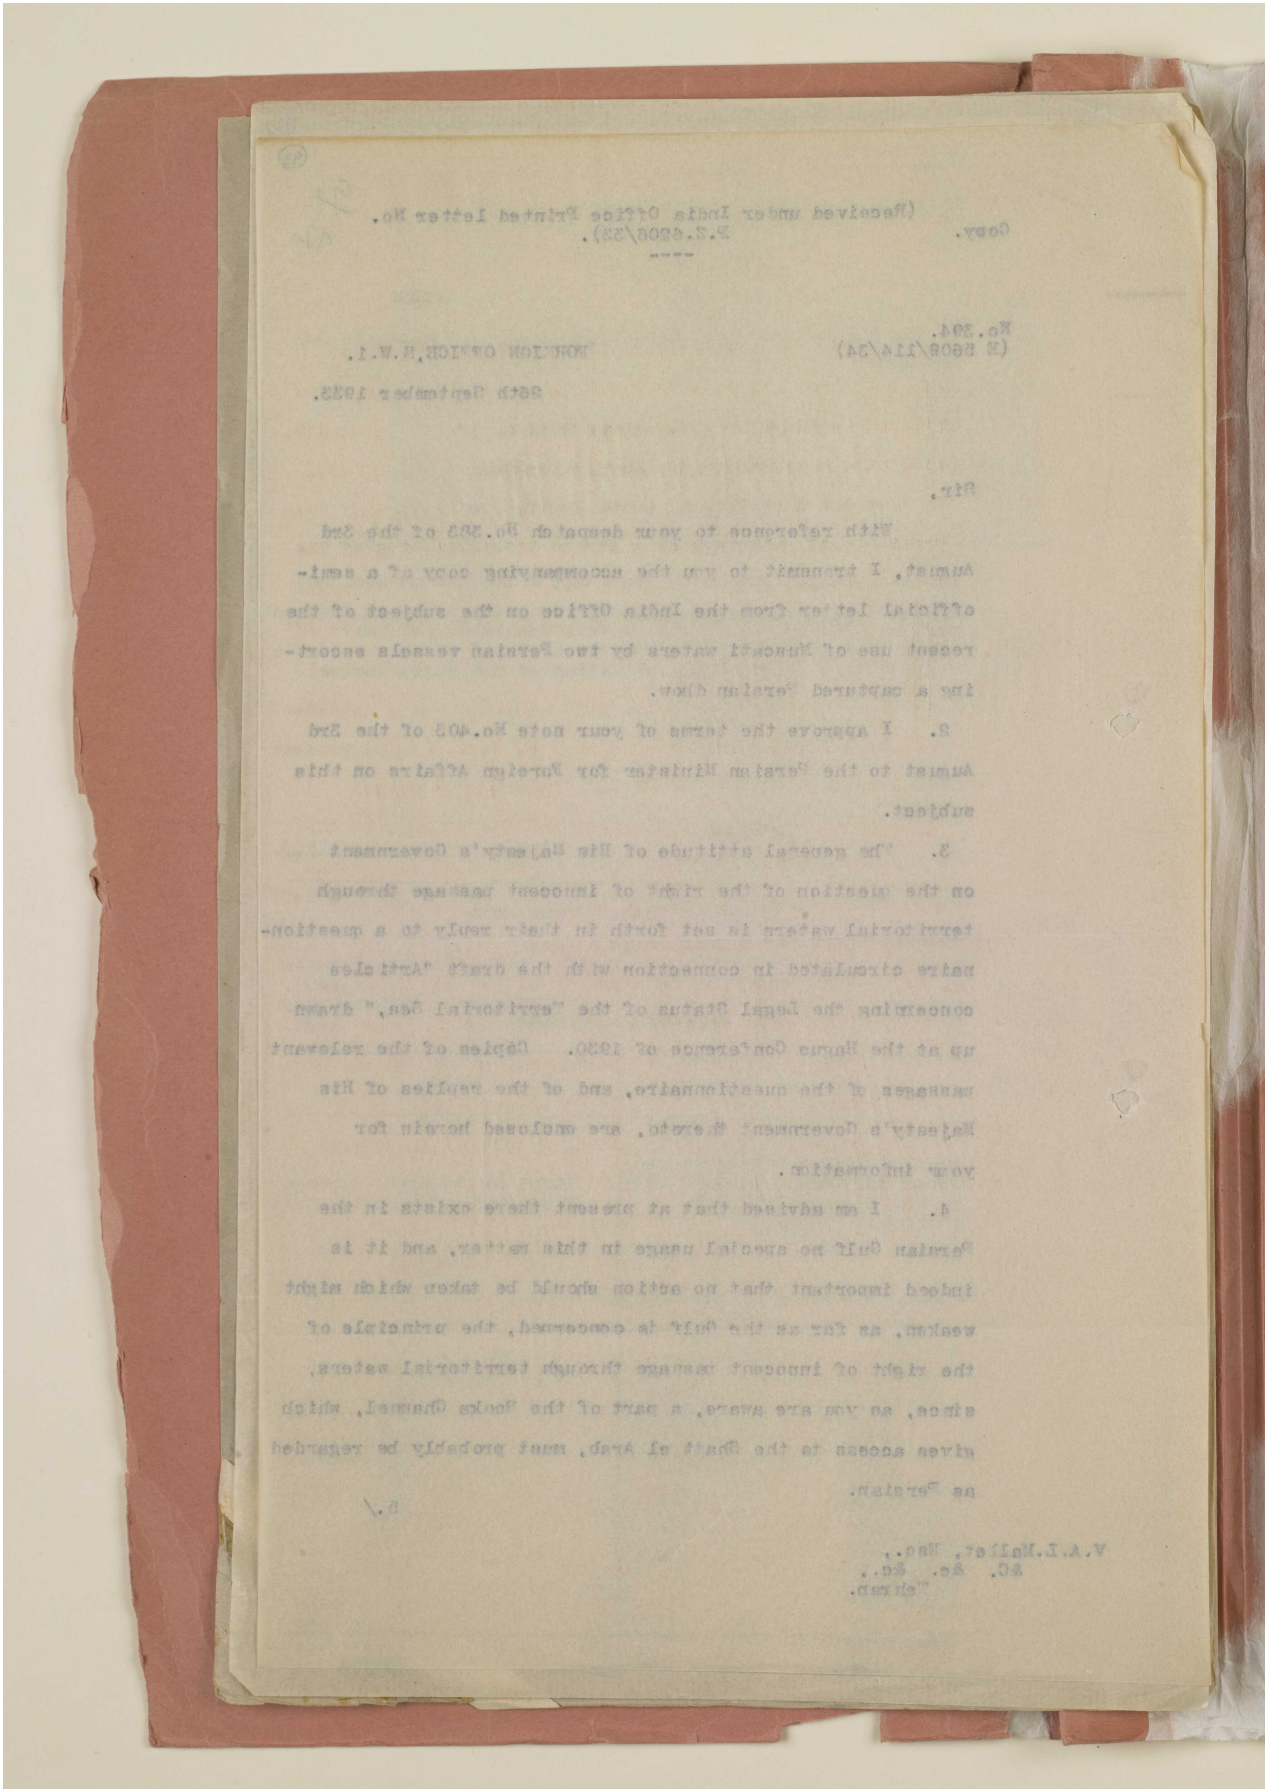 (Received under India Office Printed letter No.
Copy. P.Z.6206/33).
----
No.394.
(E 5609/114/34) FOREIGN OFFICE,S.W.1.
26th September 1933.
Sir,
With reference to your despatch No.383 of the 3rd
August, I transmit to you the accompanying copy of a semi-
official letter from the India Office on the subject of the
recent use of Muscati waters by two Persian vessels escort-
ing a captured Persian dhow.
2. I approve the terms of your note No.403 of the 3rd
August to the Persian Minister for Foreign Affairs on this
subject.
3. The general attitude of His Majesty's Government
on the question of the right of innocent passage through
territorial waters is set forth in their reply to a question-
naire circulated in connection with the draft "Articles
concerning the Legal Status of the Territorial Sea," drawn
up at the Hague Conference of 1930. Copies of the relevant
passages of the questionnaire, and of the replies of His
Majesty's Government thereto, are enclosed herein for
your information.
4. I am advised that at present there exists in the
Persian Gulf no special usage in this matter, and it is
indeed important that no action should be taken which might
weaken, as far as the Gulf is concerned, the principle of
the right of innocent passage through territorial waters,
since, as you are aware, a part of the Rooka Channel, which
gives access to the Shatt el Arab, must probably be regarded
as Persian.
5./
V.A.L.Mallet, Esq.,
&c. &c. &c.,
Tehran.